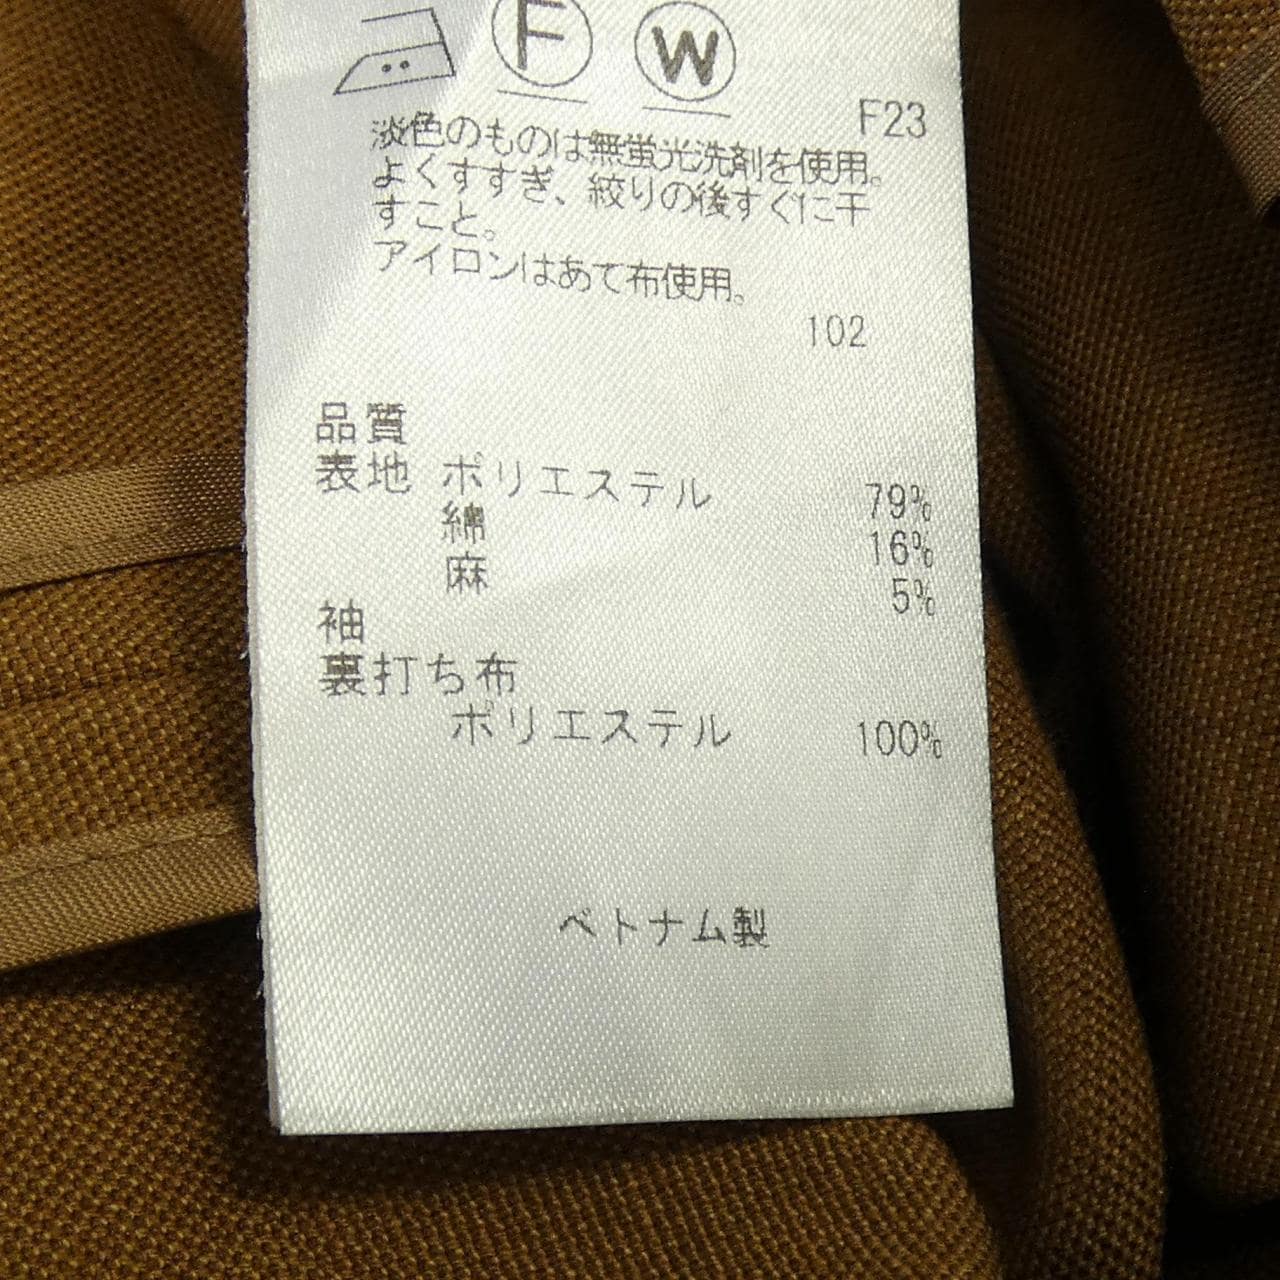 F W
F23
淡色のものは無蛍光洗剤を使用。
よくすすぎ、絞りの後すぐに干
すこと。
アイロンはあて布使用。
102
品質
表地 ポリエステル 79%
綿 16%
麻 5%
袖
裏打ち布
ポリエステル 100%
ベトナム製